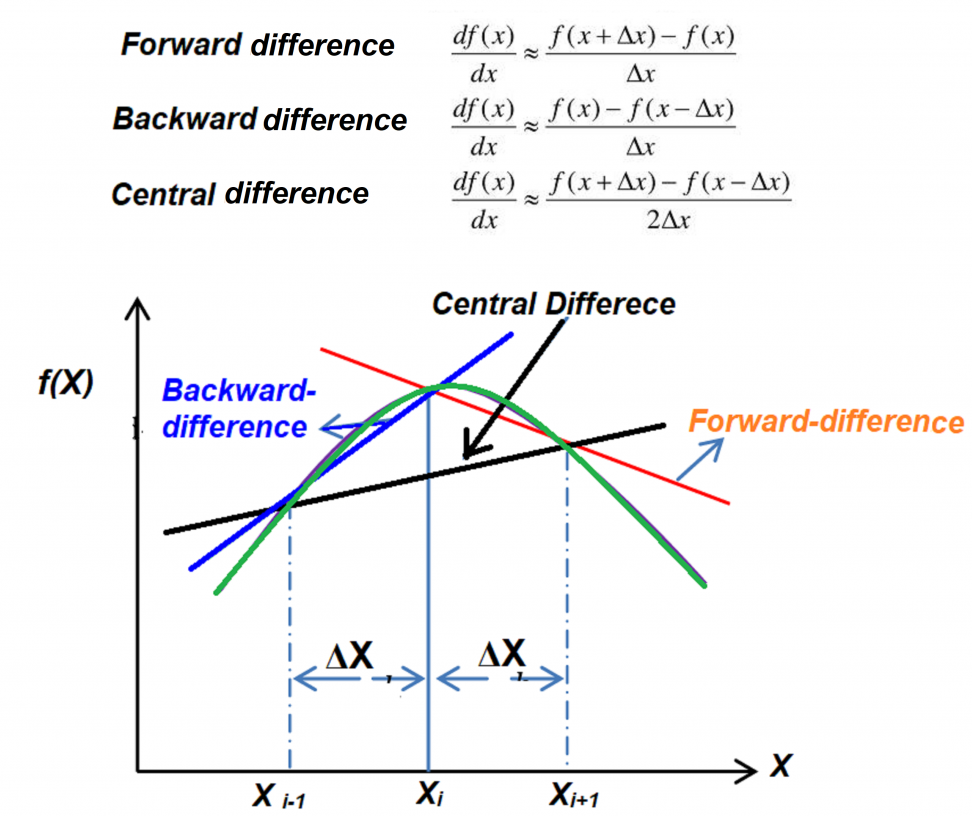 Forward difference df(x)/dx ≈ f(x+Δx)−f(x)/Δx
Backward difference df(x)/dx ≈ f(x)−f(x−Δx)/Δx
Central difference df(x)/dx ≈ f(x+Δx)−f(x−Δx)/2Δx
Central Differece
f(X)
Backward-
difference
Forward-difference
ΔX
ΔX
X
X i-1
Xi
Xi+1